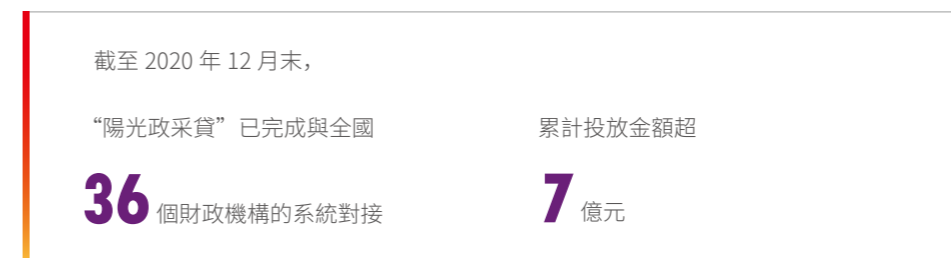 截至 2020 年 12 月末，
“陽光政采貸”已完成與全國
36 個財政機構的系統對接
累計投放金額超
7 億元